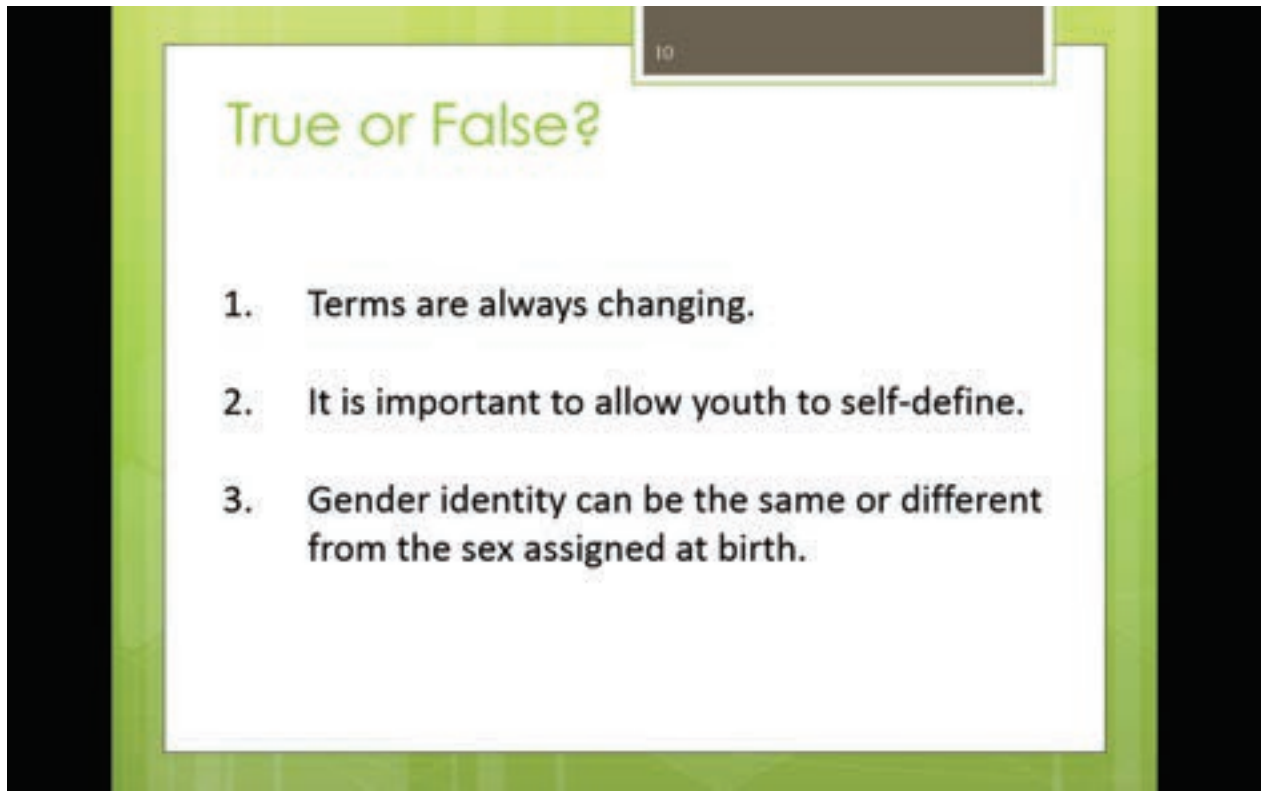 10
True or False?
1. Terms are always changing.
2. It is important to allow youth to self-define.
3. Gender identity can be the same or different
from the sex assigned at birth.